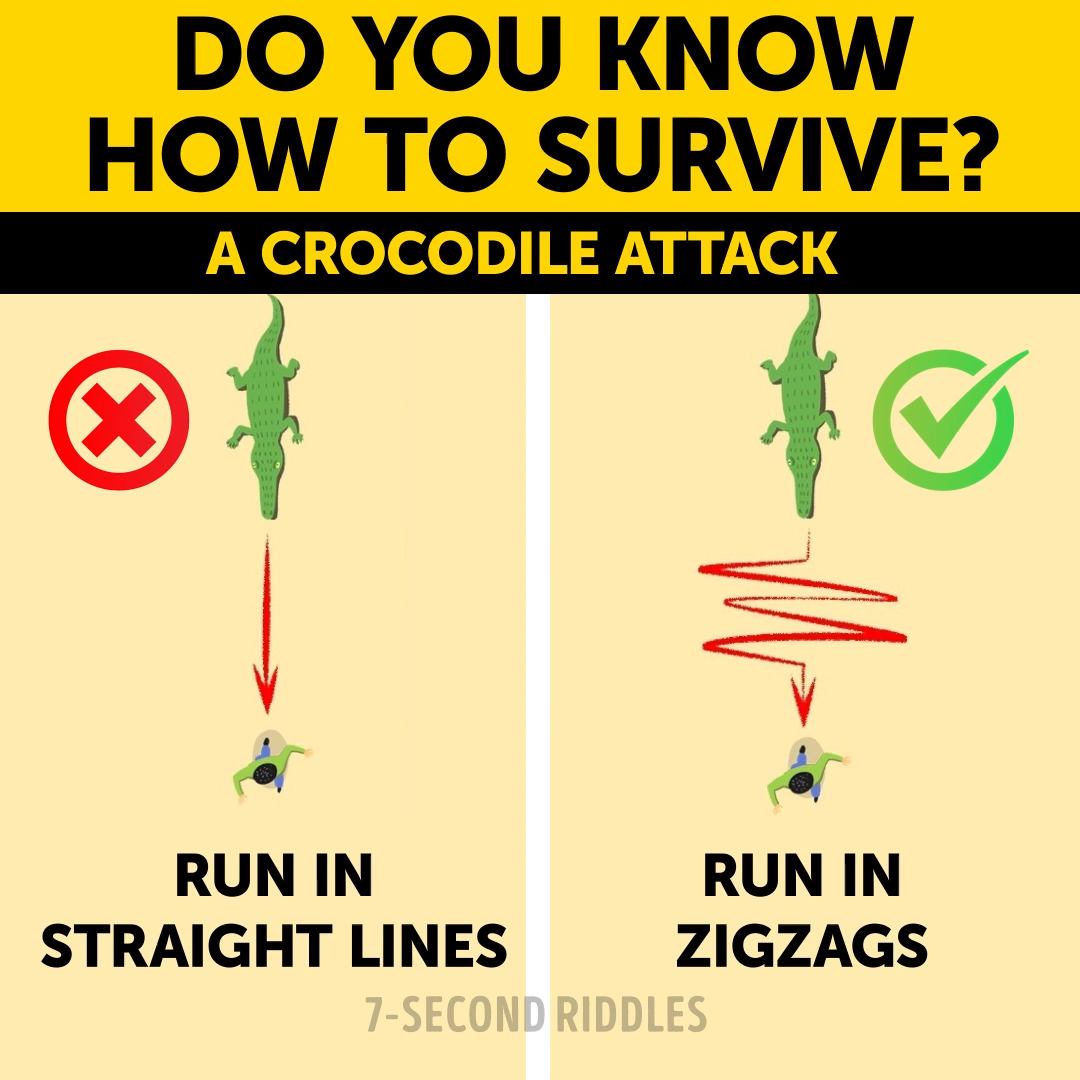 DO YOU KNOW
HOW TO SURVIVE?
A CROCODILE ATTACK
RUN IN
STRAIGHT LINES
RUN IN
ZIGZAGS
7-SECOND RIDDLES